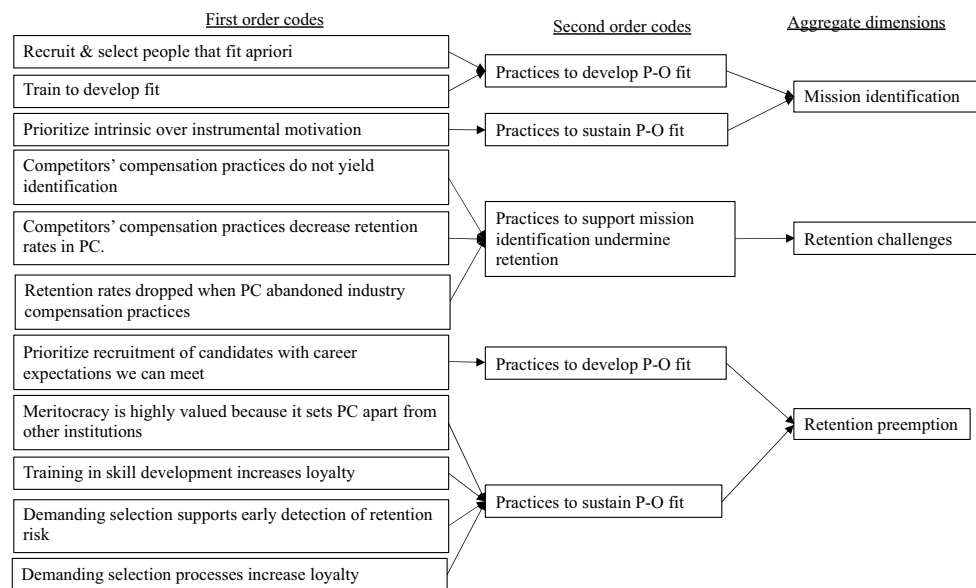 First order codes
Second order codes
Aggregate dimensions
Recruit & select people that fit apriori
Train to develop fit
Practices to develop P-O fit
Mission identification
Prioritize intrinsic over instrumental motivation
Practices to sustain P-O fit
Competitors’ compensation practices do not yield
identification
Competitors’ compensation practices decrease retention
rates in PC.
Retention rates dropped when PC abandoned industry
compensation practices
Practices to support mission
identification undermine
retention
Retention challenges
Prioritize recruitment of candidates with career
expectations we can meet
Practices to develop P-O fit
Meritocracy is highly valued because it sets PC apart from
other institutions
Training in skill development increases loyalty
Demanding selection supports early detection of retention
risk
Demanding selection processes increase loyalty
Practices to sustain P-O fit
Retention preemption